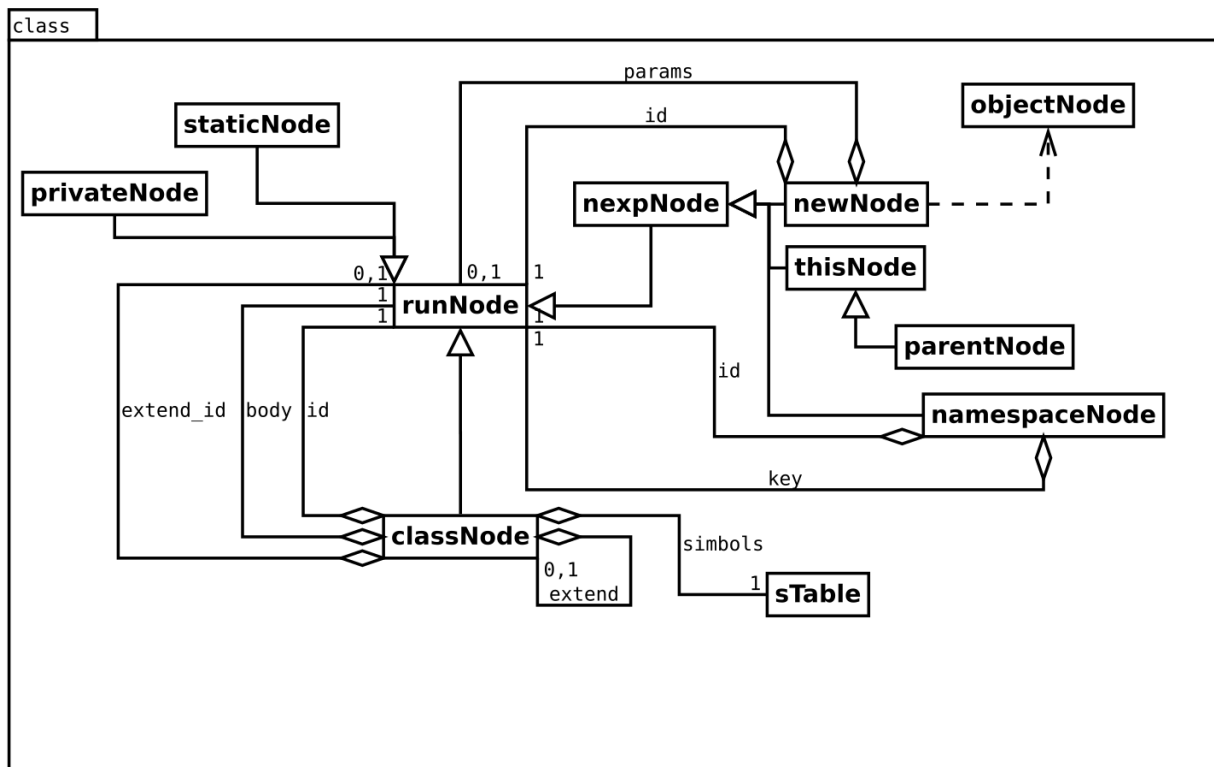 class
params
objectNode
staticNode
id
privateNode
nexpNode
newNode
thisNode
0,1
0,1
1
1
runNode
1
1
1
parentNode
id
extend_id
body
id
namespaceNode
key
classNode
simbols
0,1
extend
1
sTable